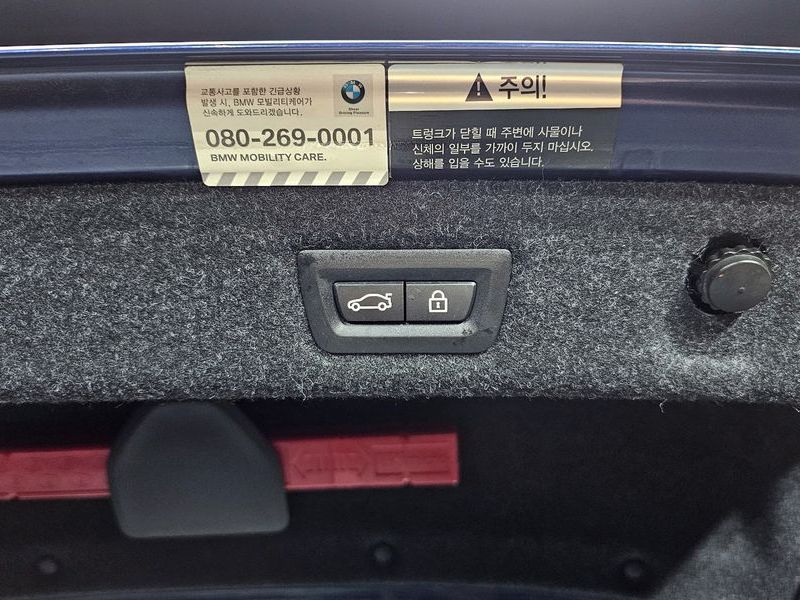 교통사고를 포함한 긴급상황
발생 시, BMW 모빌리티케어가
신속하게 도와드리겠습니다.
BMW
Sheer
Driving Pleasure
080-269-0001
BMW MOBILITY CARE.
주의!
트렁크가 닫힐 때 주변에 사물이나
신체의 일부를 가까이 두지 마십시오.
상해를 입을 수도 있습니다.